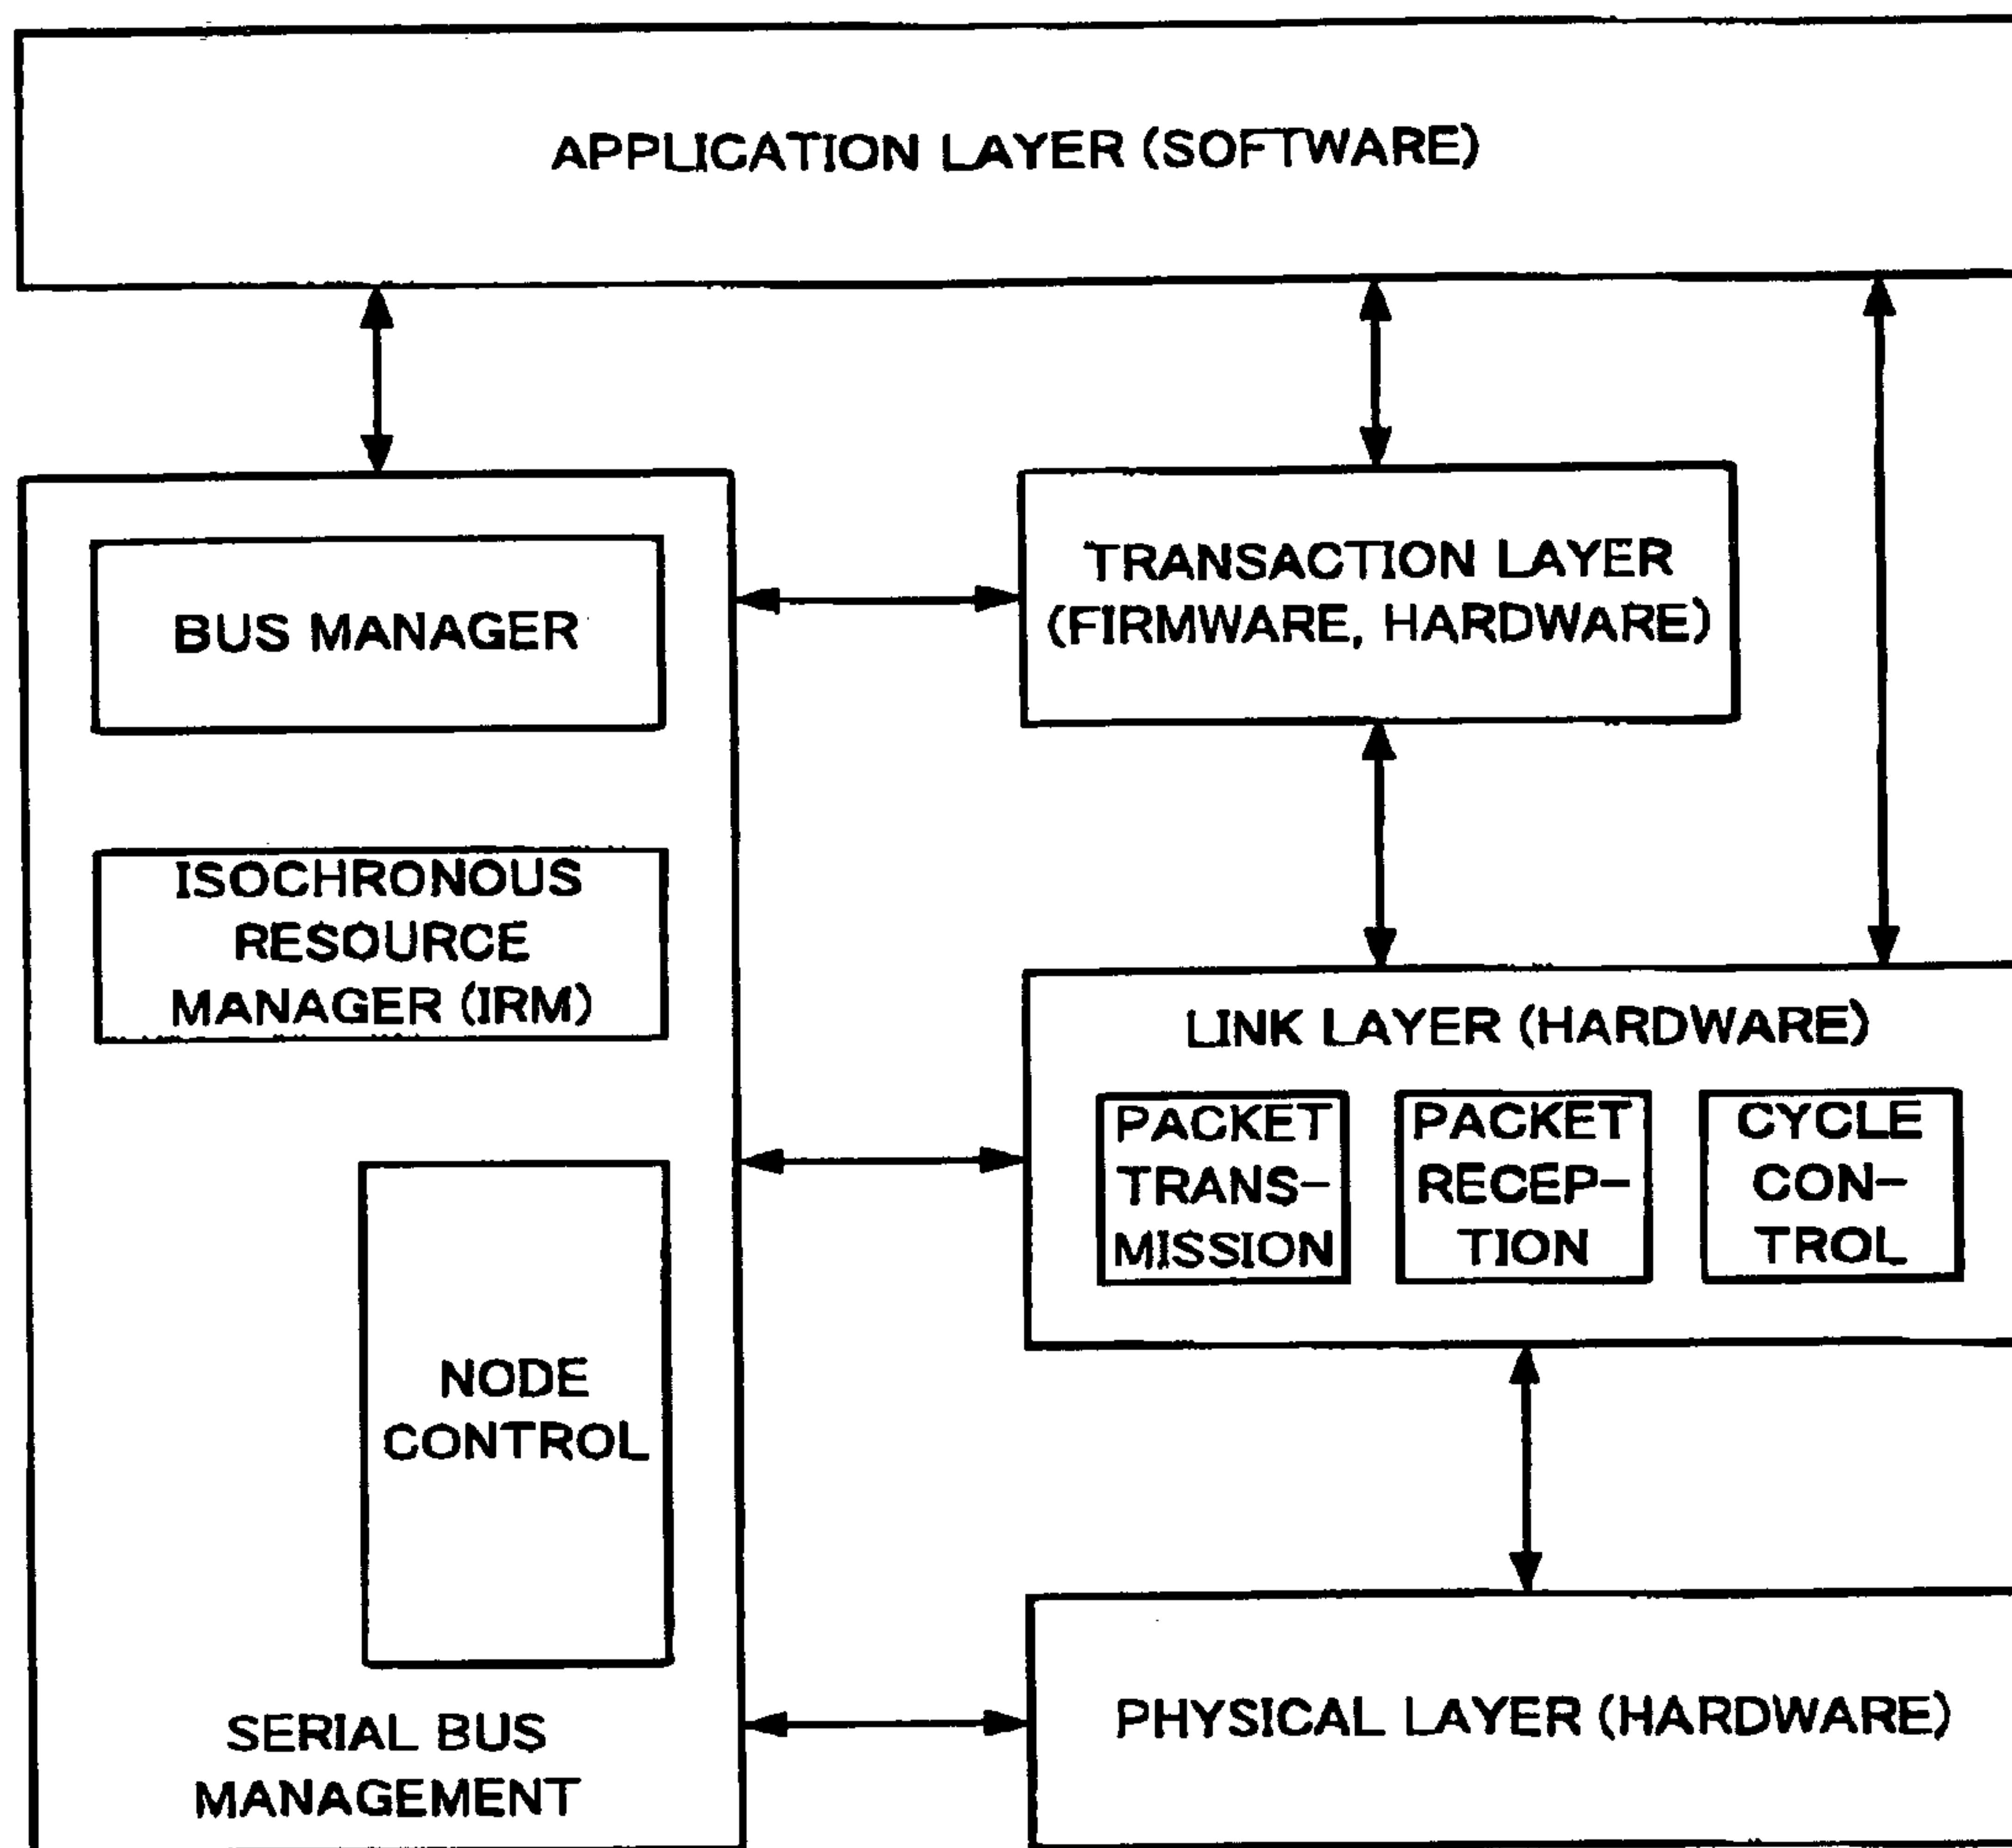 APPLICATION LAYER (SOFTWARE)
BUS MANAGER
TRANSACTION LAYER
(FIRMWARE, HARDWARE)
ISOCHRONOUS
RESOURCE
MANAGER (IRM)
LINK LAYER (HARDWARE)
PACKET
TRANS-
MISSION
PACKET
RECEP-
TION
CYCLE
CON-
TROL
NODE
CONTROL
SERIAL BUS
MANAGEMENT
PHYSICAL LAYER (HARDWARE)